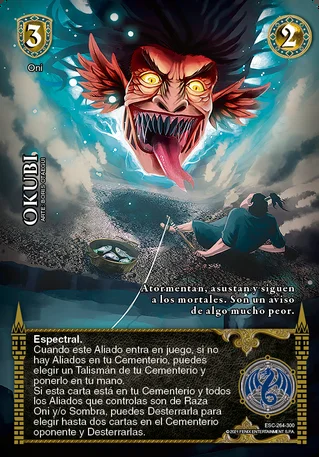 3
2
Oni
OKUBI
Atormentan, asustan y siguen
a los mortales. Son un aviso
de algo mucho peor.
Espectral.
Cuando este Aliado entra en juego, si no
hay Aliados en tu Cementerio, puedes
elegir un Talismán de tu Cementerio y
ponerlo en tu mano.
Si esta carta está en tu Cementerio y todos
los Aliados que controlas son de Raza
Oni y/o Sombra, puedes Desterrarla para
elegir hasta dos cartas en el Cementerio
oponente y Desterrarlas.
ESC-264-300
©2021 FENIX ENTERTAINMENT S.P.A.